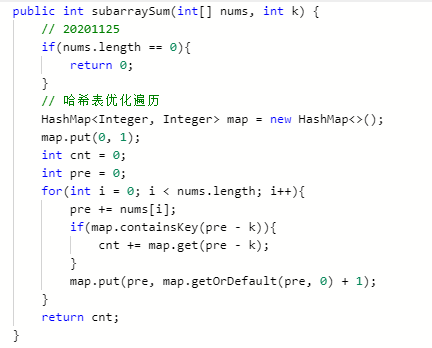 public int subarraySum(int[] nums, int k) {
    // 20201125
    if(nums.length == 0){
        return 0;
    }
    // 哈希表优化遍历
    HashMap<Integer, Integer> map = new HashMap<>();
    map.put(0, 1);
    int cnt = 0;
    int pre = 0;
    for(int i = 0; i < nums.length; i++){
        pre += nums[i];
        if(map.containsKey(pre - k)){
            cnt += map.get(pre - k);
        }
        map.put(pre, map.getOrDefault(pre, 0) + 1);
    }
    return cnt;
}